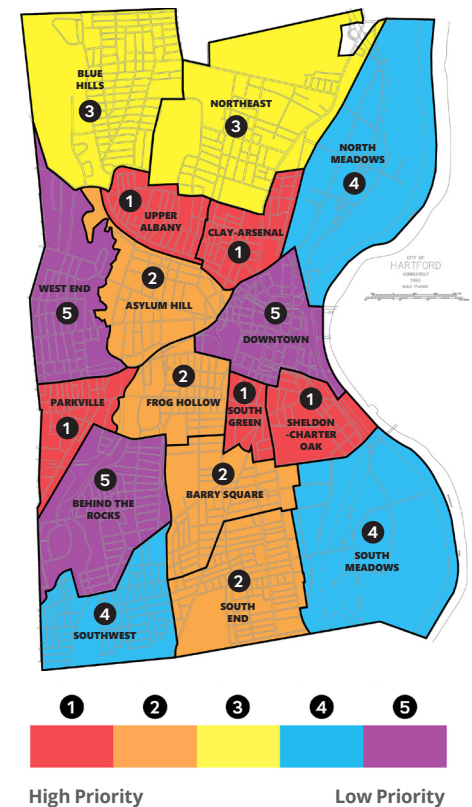 BLUE
HILLS
3
NORTHEAST
3
NORTH
MEADOWS
4
1
UPPER
ALBANY
CLAY-ARSENAL
1
CITY OF
HARTFORD
CONNECTICUT
1995
2
ASYLUM HILL
WEST END
5
5
DOWNTOWN
2
FROG HOLLOW
PARKVILLE
1
1
SOUTH
GREEN
1
SHELDON
-CHARTER
OAK
5
BEHIND THE
ROCKS
2
BARRY SQUARE
4
SOUTH
MEADOWS
2
SOUTH
END
4
SOUTHWEST
1 2 3 4 5
High Priority Low Priority